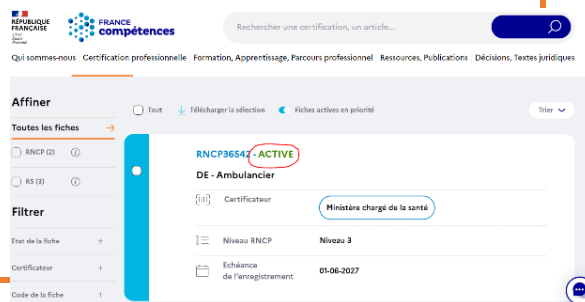 RÉPUBLIQUE
FRANÇAISE
Liberté
Égalité
Fraternité
FRANCE
compétences
Rechercher une certification, un article...
Qui sommes-nous Certification professionnelle Formation, Apprentissage, Parcours professionnel Ressources, Publications Décisions, Textes juridiques
Affiner
Tout Télécharger la sélection Fiches actives en priorité Trier
Toutes les fiches
RNCP (2)
RS (3)
Filtrer
Etat de la fiche +
Certificateur +
Code de la fiche +
RNCP36542 - ACTIVE
DE - Ambulancier
Certificateur Ministère chargé de la santé
Niveau RNCP Niveau 3
Echéance
de l'enregistrement 01-06-2027